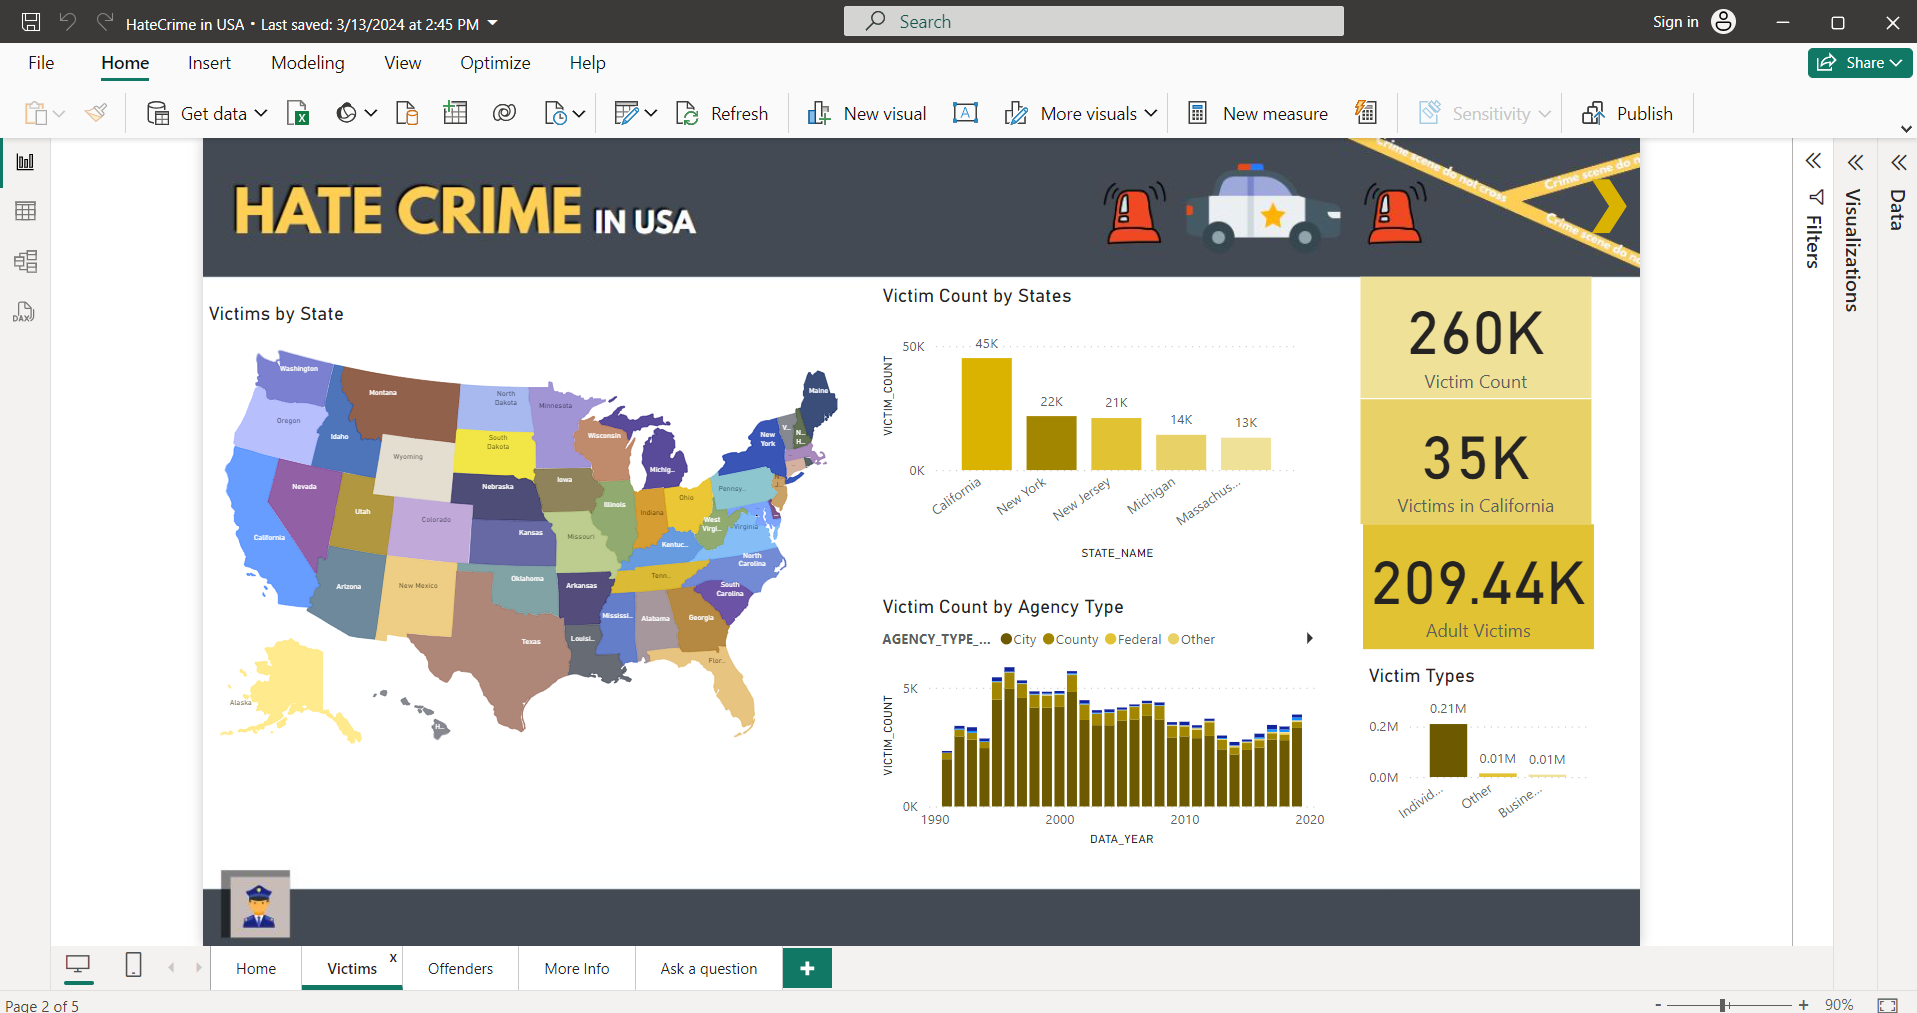 HateCrime in USA • Last saved: 3/13/2024 at 2:45 PM
Search
Sign in
File Home Insert Modeling View Optimize Help
Share
Get data
Refresh
New visual
A
More visuals
New measure
Sensitivity
Publish
DAX
HATE CRIME IN USA
Crime scene do not cross
Crime scene do n
Crime scene do no
Filters
Visualizations
Data
Victims by State
Washington
Montana
North Dakota
Minnesota
Maine
Oregon
Idaho
South Dakota
Wisconsin
New York
V...
N... H...
Wyoming
Michig...
Nevada
Nebraska
Iowa
Pennsy...
Utah
Illinois
Indiana
Ohio
Colorado
West Virgi...
Virginia
California
Kansas
Missouri
Kentuc...
North Carolina
Arizona
New Mexico
Oklahoma
Arkansas
Tenn...
South Carolina
Texas
Louisi...
Mississi...
Alabama
Georgia
Flor...
Alaska
H...
Victim Count by States
VICTIM_COUNT
50K
0K
45K
22K
21K
14K
13K
California
New York
New Jersey
Michigan
Massachus...
STATE_NAME
Victim Count by Agency Type
AGENCY_TYPE_... City County Federal Other
VICTIM_COUNT
5K
0K
1990 2000 2010 2020
DATA_YEAR
260K
Victim Count
35K
Victims in California
209.44K
Adult Victims
Victim Types
0.21M
0.2M
0.01M 0.01M
0.0M
Individ...
Other
Busine...
Home Victims x Offenders More Info Ask a question +
Page 2 of 5
- + 90%